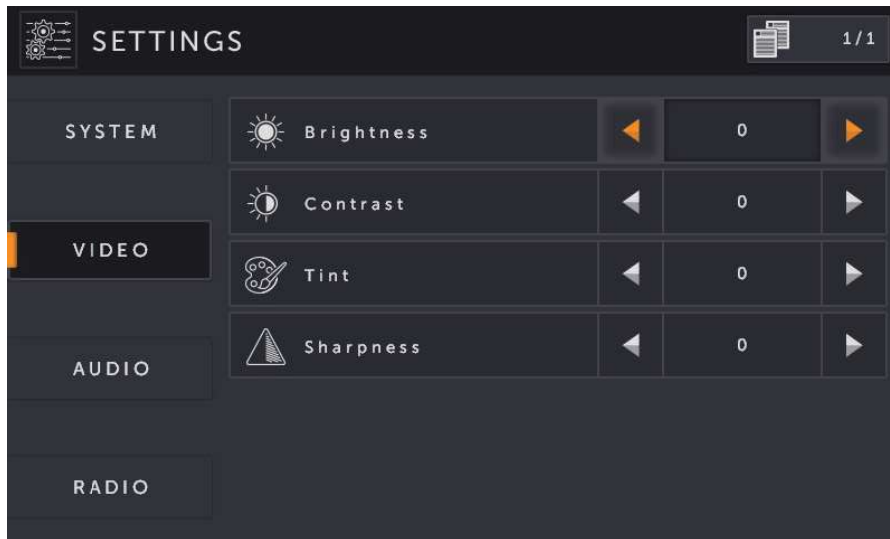 SETTINGS
1/1
SYSTEM
VIDEO
AUDIO
RADIO
Brightness 0
Contrast 0
Tint 0
Sharpness 0